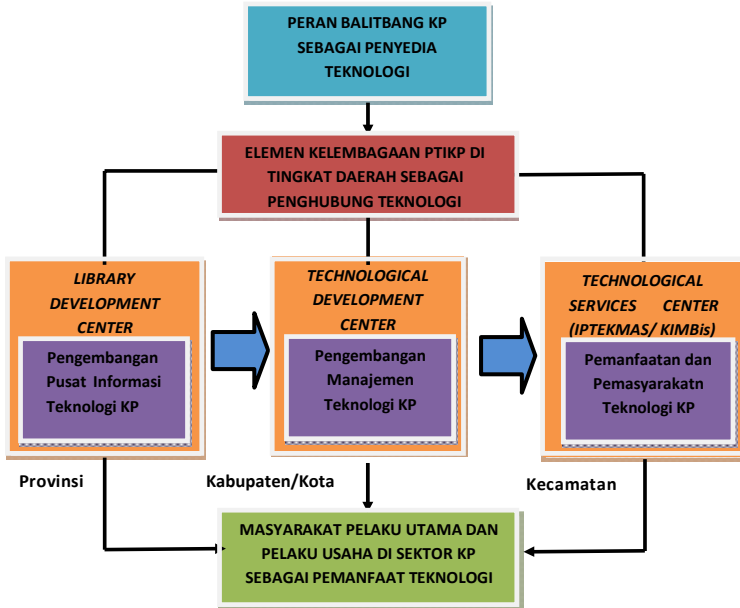 PERAN BALITBANG KP
SEBAGAI PENYEDIA
TEKNOLOGI
ELEMEN KELEMBAGAAN PTIKP DI
TINGKAT DAERAH SEBAGAI
PENGHUBUNG TEKNOLOGI
LIBRARY
DEVELOPMENT
CENTER
Pengembangan
Pusat Informasi
Teknologi KP
TECHNOLOGICAL
DEVELOPMENT
CENTER
Pengembangan
Manajemen
Teknologi KP
TECHNOLOGICAL
SERVICES CENTER
(IPTEKMAS/ KIMBis)
Pemanfaatan dan
Pemasyarakatn
Teknologi KP
Provinsi
Kabupaten/Kota
Kecamatan
MASYARAKAT PELAKU UTAMA DAN
PELAKU USAHA DI SEKTOR KP
SEBAGAI PEMANFAAT TEKNOLOGI